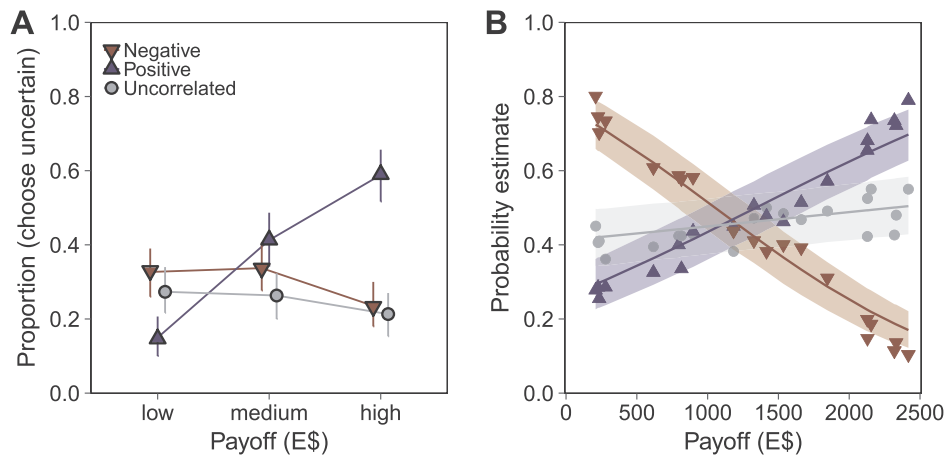 A
Proportion (choose uncertain)
1.0
0.8
0.6
0.4
0.2
0.0
Negative
Positive
Uncorrelated
low medium high
Payoff (E$)
B
Probability estimate
1.0
0.8
0.6
0.4
0.2
0.0
0 500 1000 1500 2000 2500
Payoff (E$)